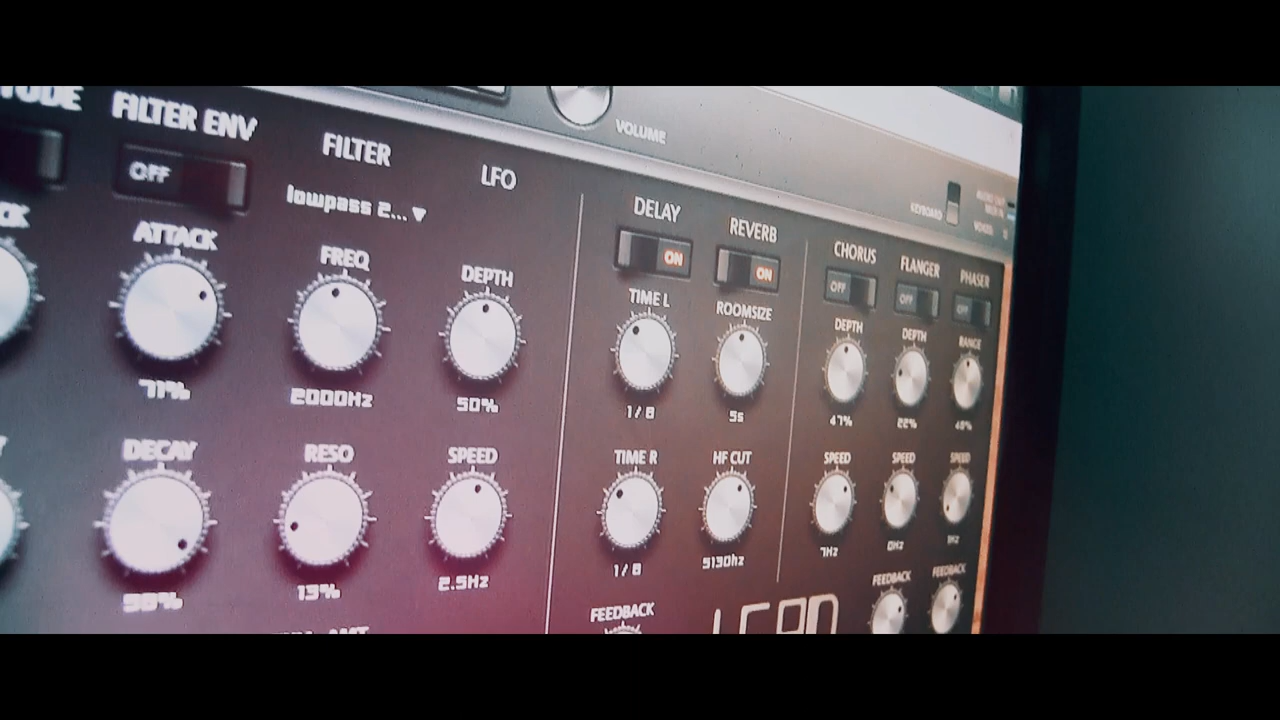 FILTER ENV
OFF
ATTACK
71%
DECAY
FILTER
lowpass 2...
FREQ
2000Hz
RESO
13%
LFO
DEPTH
50%
SPEED
2.5Hz
VOLUME
KEYBOARD
DELAY
ON
TIME L
1/8
TIME R
1/8
FEEDBACK
REVERB
ON
ROOMSIZE
5s
HF CUT
5130hz
CHORUS
OFF
DEPTH
47%
SPEED
7Hz
FEEDBACK
FLANGER
OFF
DEPTH
22%
SPEED
0Hz
FEEDBACK
PHASER
OFF
RANGE
SPEED